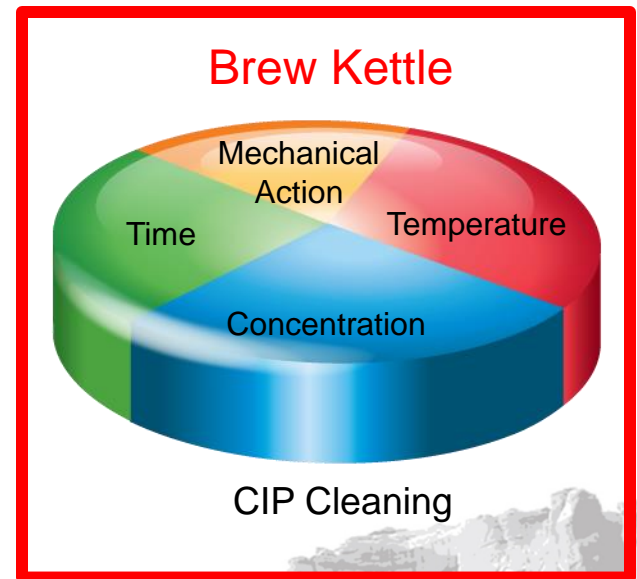 Brew Kettle
Mechanical
Action
Time
Temperature
Concentration
CIP Cleaning